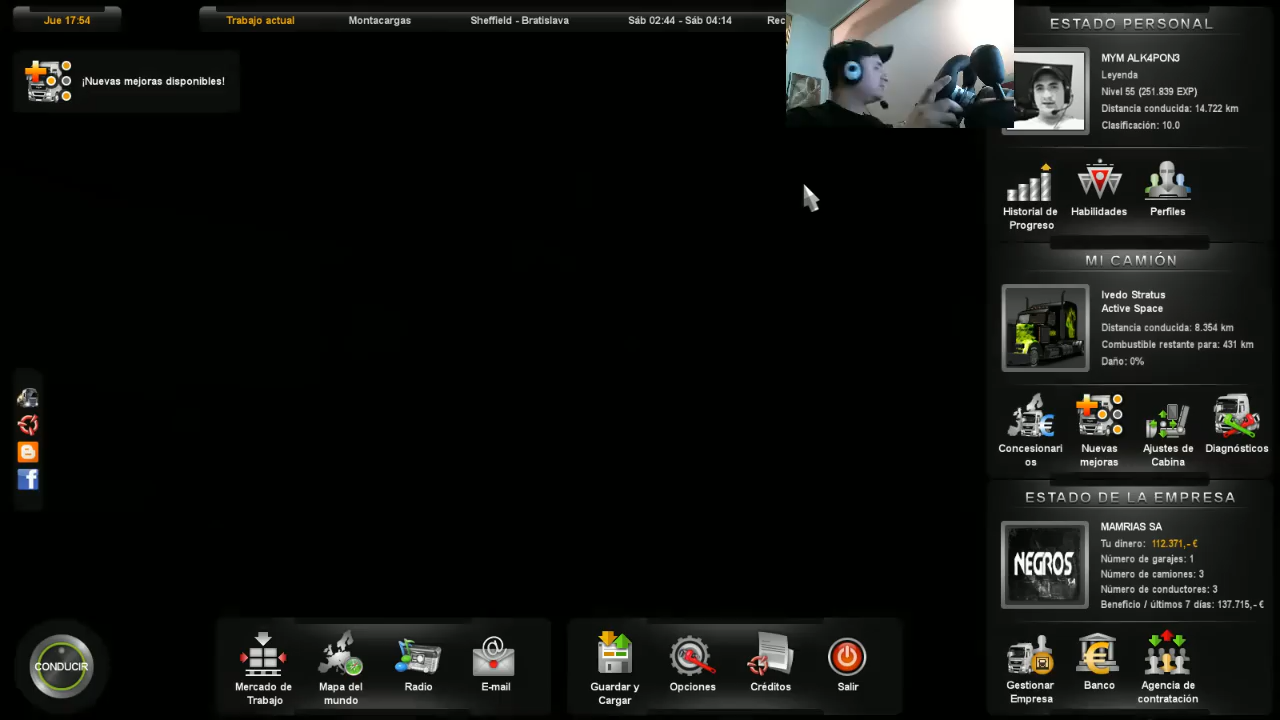 Jue 17:54
Trabajo actual
Montacargas
Sheffield - Bratislava
Sáb 02:44 - Sáb 04:14
Rec
¡Nuevas mejoras disponibles!
ESTADO PERSONAL
MYM ALK4PON3
Leyenda
Nivel 55 (251.839 EXP)
Distancia conducida: 14.722 km
Clasificación: 10.0
Historial de
Progreso
Habilidades
Perfiles
MI CAMIÓN
Ivedo Stratus
Active Space
Distancia conducida: 8.354 km
Combustible restante para: 431 km
Daño: 0%
Concesionari
os
Nuevas
mejoras
Ajustes de
Cabina
Diagnósticos
ESTADO DE LA EMPRESA
NEGROS
MAMRIAS SA
Tu dinero: 112.371,- €
Número de garajes: 1
Número de camiones: 3
Número de conductores: 3
Beneficio / últimos 7 días: 137.715,- €
Gestionar
Empresa
Banco
Agencia de
contratación
CONDUCIR
Mercado de
Trabajo
Mapa del
mundo
Radio
E-mail
Guardar y
Cargar
Opciones
Créditos
Salir